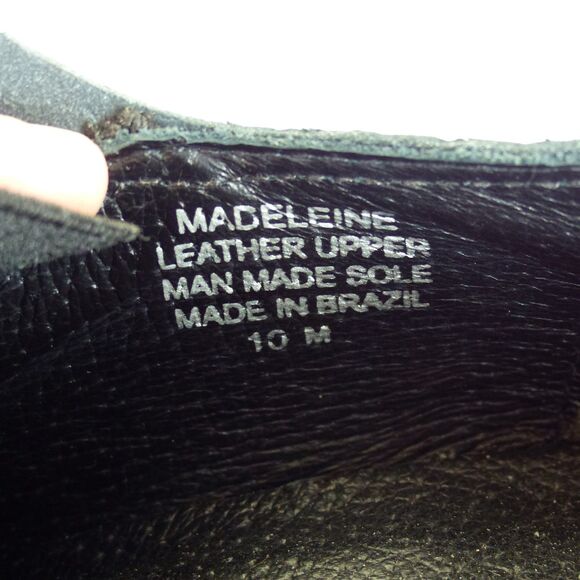 MADELEINE
LEATHER UPPER
MAN MADE SOLE
MADE IN BRAZIL
10 M